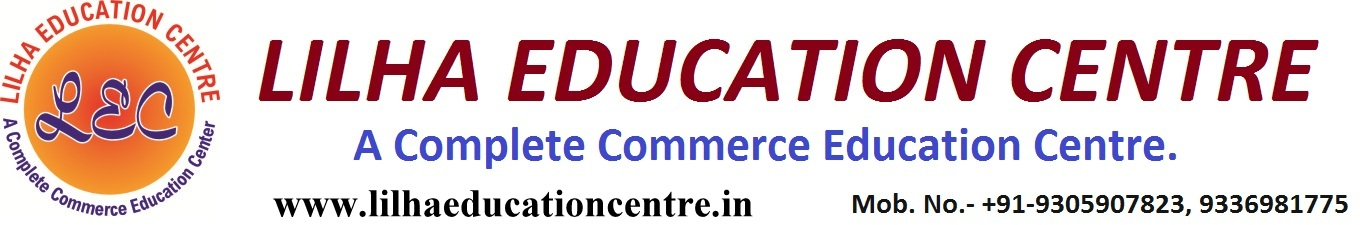 LILHA EDUCATION CENTRE
LEC
A Complete Commerce Education Center
LILHA EDUCATION CENTRE
A Complete Commerce Education Centre.
www.lilhaeducationcentre.in
Mob. No.- +91-9305907823, 9336981775